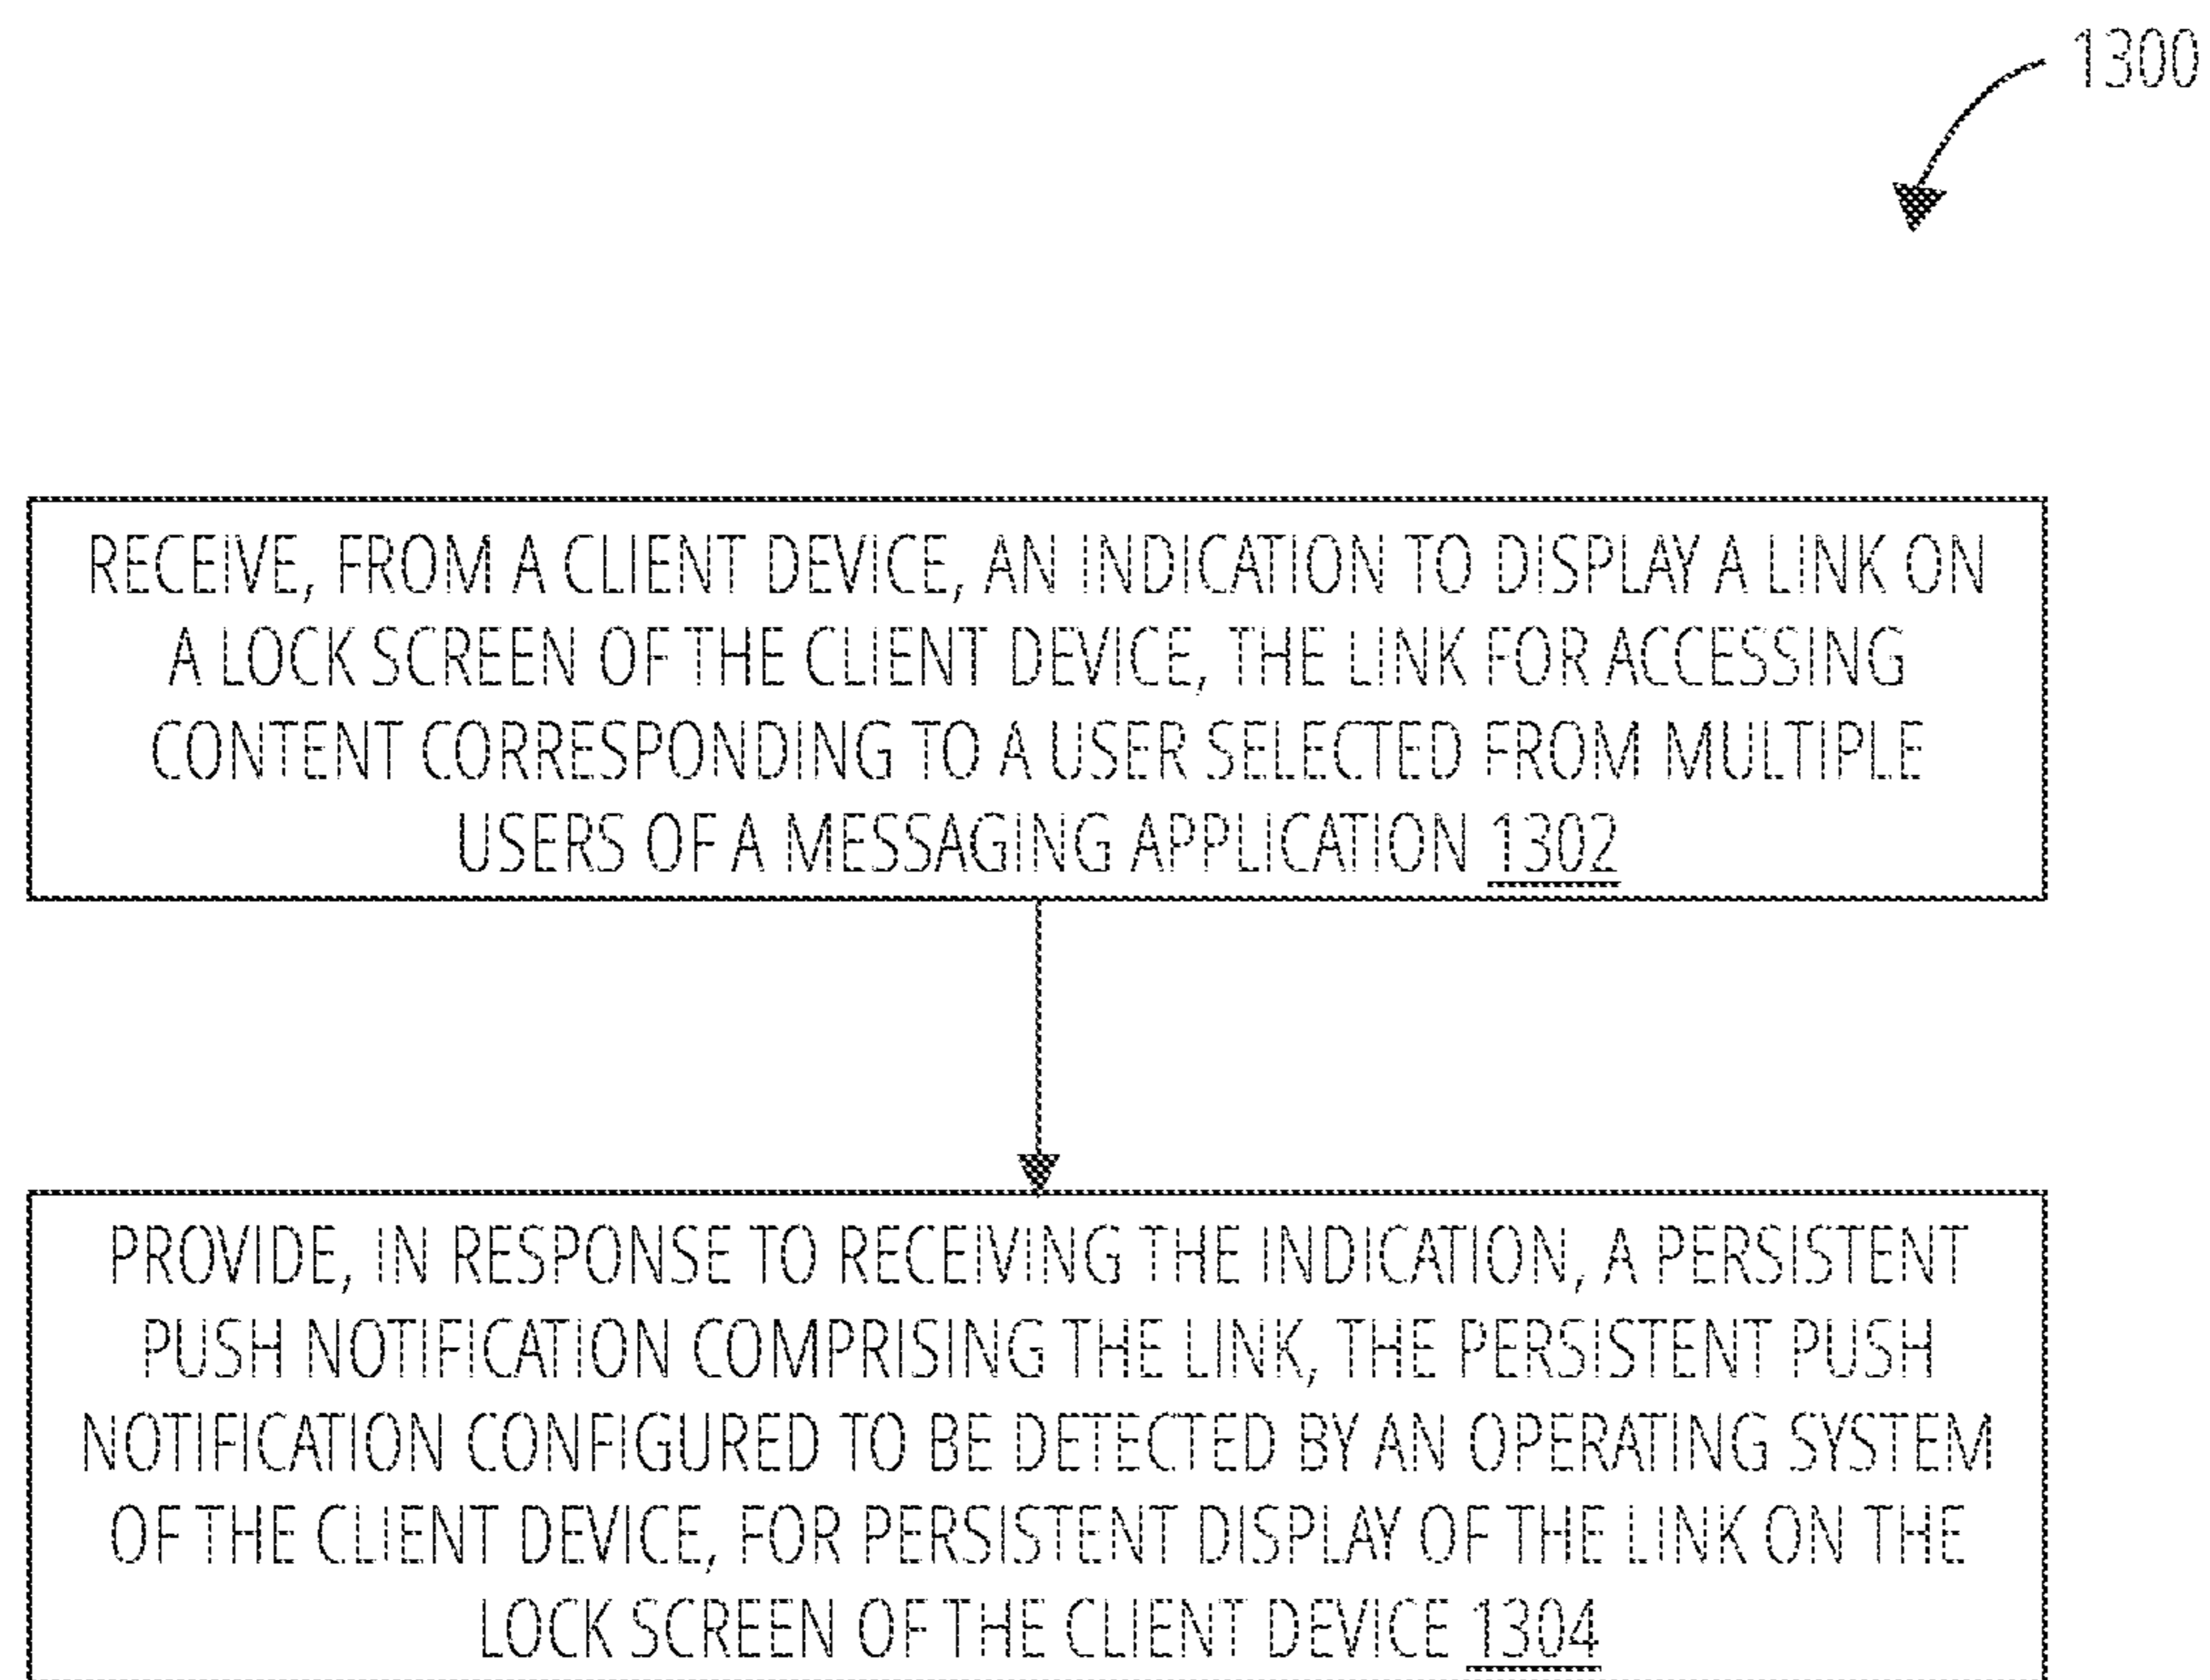 1300
RECEIVE, FROM A CLIENT DEVICE, AN INDICATION TO DISPLAY A LINK ON
A LOCK SCREEN OF THE CLIENT DEVICE, THE LINK FOR ACCESSING
CONTENT CORRESPONDING TO A USER SELECTED FROM MULTIPLE
USERS OF A MESSAGING APPLICATION 1302
PROVIDE, IN RESPONSE TO RECEIVING THE INDICATION, A PERSISTENT
PUSH NOTIFICATION COMPRISING THE LINK, THE PERSISTENT PUSH
NOTIFICATION CONFIGURED TO BE DETECTED BY AN OPERATING SYSTEM
OF THE CLIENT DEVICE, FOR PERSISTENT DISPLAY OF THE LINK ON THE
LOCK SCREEN OF THE CLIENT DEVICE 1304